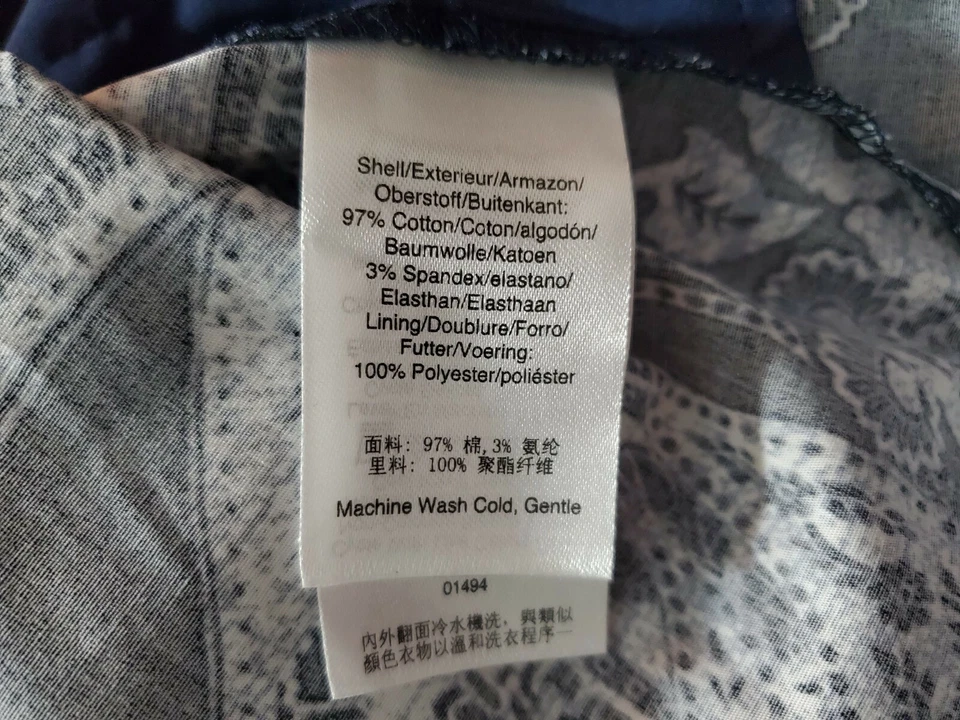 Shell/Exterieur/Armazon/
Oberstoff/Buitenkant:
97% Cotton/Coton/algodón/
Baumwolle/Katoen
3% Spandex/elastano/
Elasthan/Elasthaan
Lining/Doublure/Forro/
Futter/Voering:
100% Polyester/poliéster
面料: 97% 棉,3% 氨纶
里料: 100% 聚酯纤维
Machine Wash Cold, Gentle
01494
內外翻面冷水機洗, 與類似
顏色衣物以溫和洗衣程序一